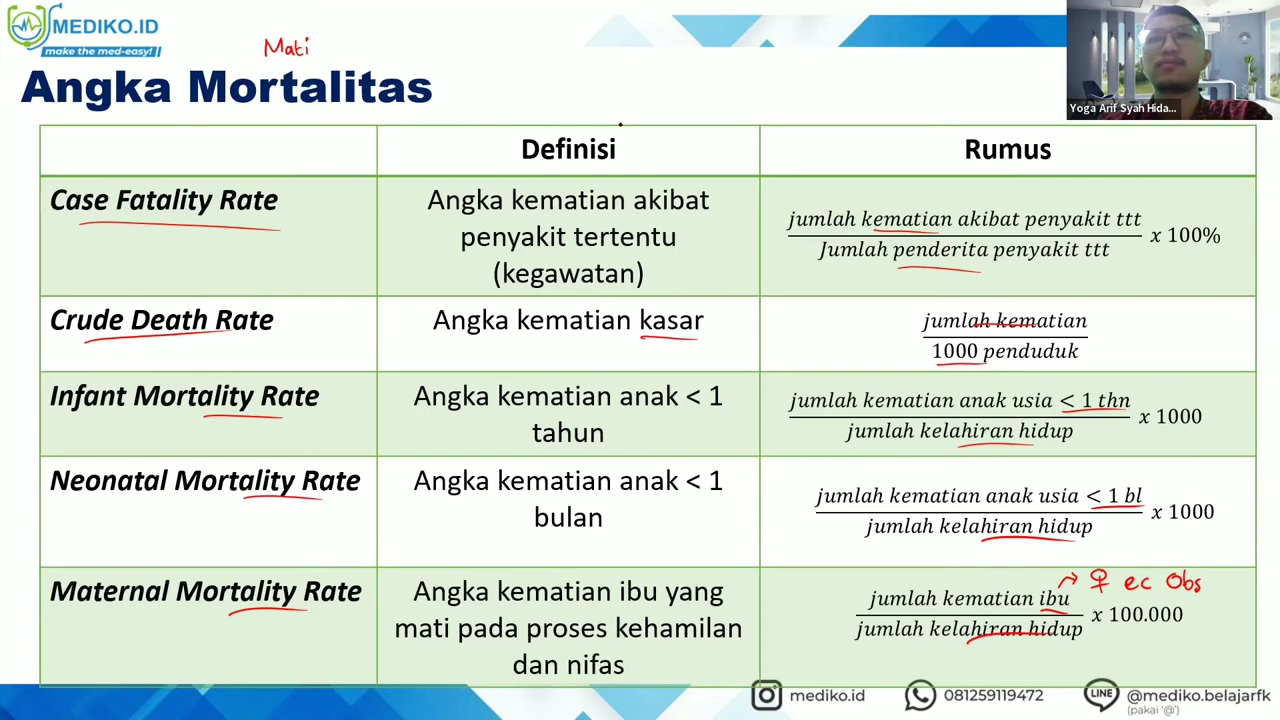 MEDIKO.ID
make the med-easy!
Mati
Angka Mortalitas
Yoga Arif Syah Hida...
Definisi
Rumus
Case Fatality Rate
Angka kematian akibat
penyakit tertentu
(kegawatan)
jumlah kematian akibat penyakit ttt
Jumlah penderita penyakit ttt
x 100%
Crude Death Rate
Angka kematian kasar
jumlah kematian
1000 penduduk
Infant Mortality Rate
Angka kematian anak < 1
tahun
jumlah kematian anak usia < 1 thn
jumlah kelahiran hidup
x 1000
Neonatal Mortality Rate
Angka kematian anak < 1
bulan
jumlah kematian anak usia < 1 bl
jumlah kelahiran hidup
x 1000
Maternal Mortality Rate
Angka kematian ibu yang
mati pada proses kehamilan
dan nifas
→ ♀ ec Obs
jumlah kematian ibu
jumlah kelahiran hidup
x 100.000
mediko.id
081259119472
LINE
@mediko.belajarfk
(pakai '@')